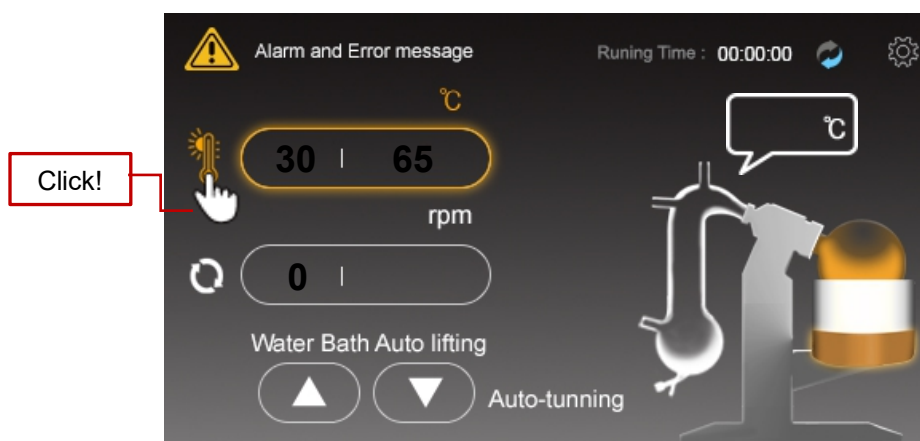 Alarm and Error message
Runing Time : 00:00:00
℃
℃
30 | 65
Click!
rpm
0 |
Water Bath Auto lifting
Auto-tunning